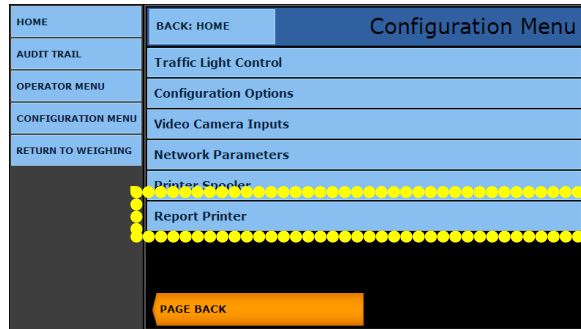 HOME
AUDIT TRAIL
OPERATOR MENU
CONFIGURATION MENU
RETURN TO WEIGHING
BACK: HOME
Configuration Menu
Traffic Light Control
Configuration Options
Video Camera Inputs
Network Parameters
Printer Spooler
Report Printer
PAGE BACK